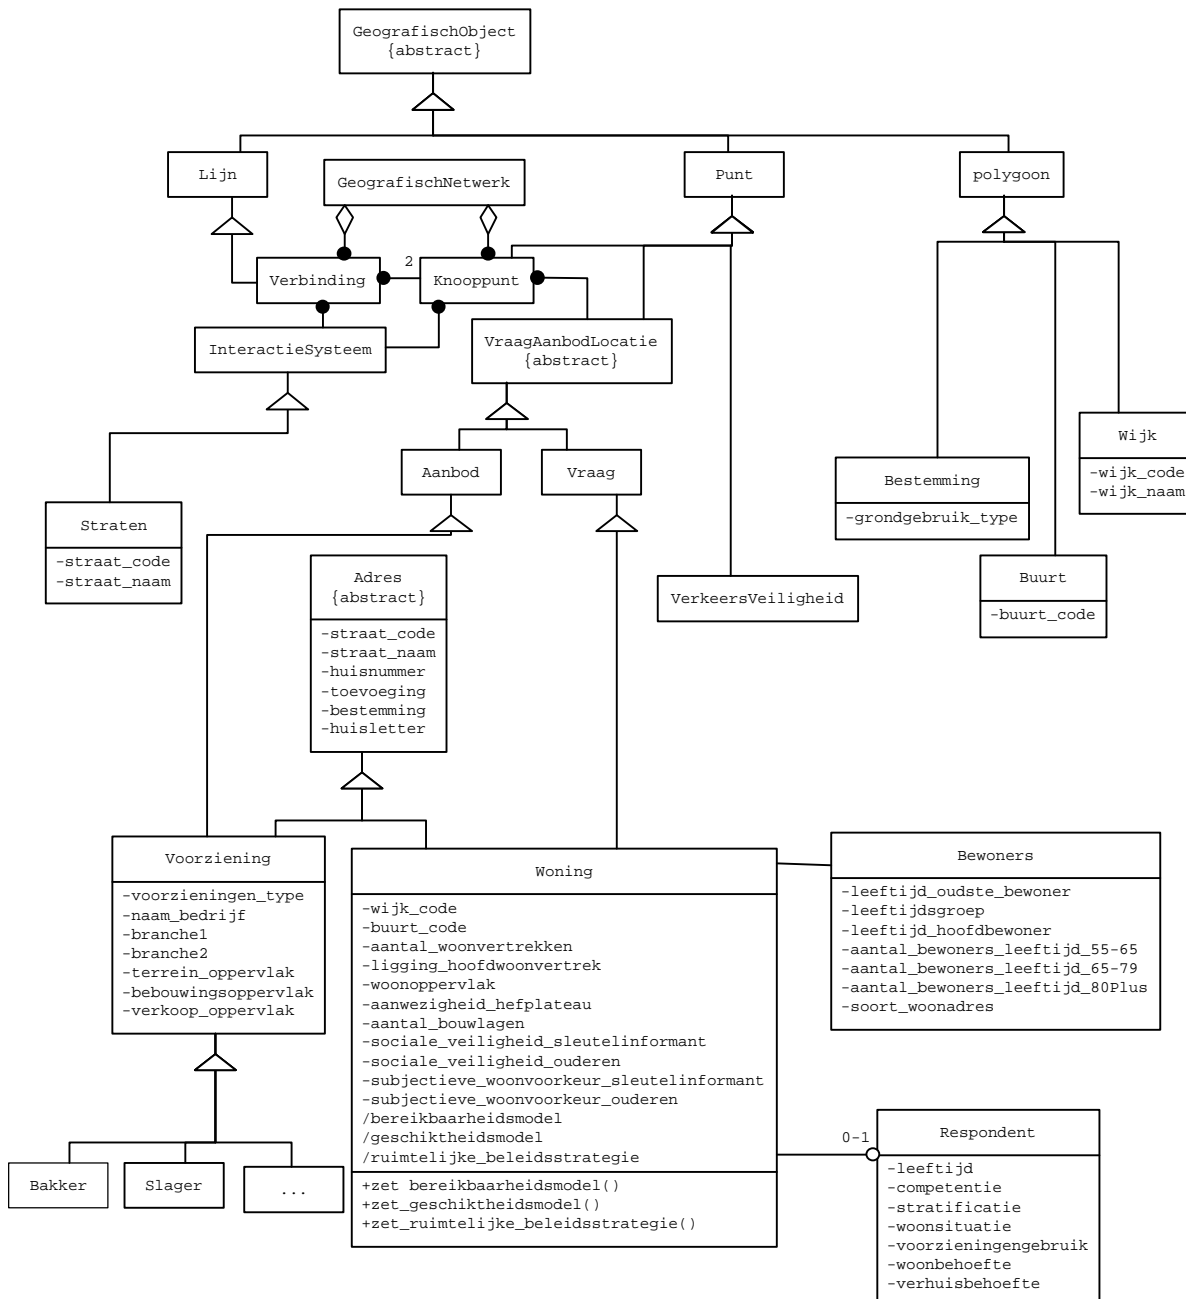 GeografischObject
{abstract}
Lijn
GeografischNetwerk
Punt
polygoon
Verbinding
2
Knooppunt
InteractieSysteem
VraagAanbodLocatie
{abstract}
Aanbod
Vraag
Wijk
-wijk_code
-wijk_naam
Bestemming
-grondgebruik_type
Straten
-straat_code
-straat_naam
Buurt
-buurt_code
VerkeersVeiligheid
Adres
{abstract}
-straat_code
-straat_naam
-huisnummer
-toevoeging
-bestemming
-huisletter
Voorziening
-voorzieningen_type
-naam_bedrijf
-branche1
-branche2
-terrein_oppervlak
-bebouwingsoppervlak
-verkoop_oppervlak
Woning
-wijk_code
-buurt_code
-aantal_woonvertrekken
-ligging_hoofdwoonvertrek
-woonoppervlak
-aanwezigheid_hefplateau
-aantal_bouwlagen
-sociale_veiligheid_sleutelinformant
-sociale_veiligheid_ouderen
-subjectieve_woonvoorkeur_sleutelinformant
-subjectieve_woonvoorkeur_ouderen
/bereikbaarheidsmodel
/geschiktheidsmodel
/ruimtelijke_beleidsstrategie
+zet bereikbaarheidsmodel()
+zet_geschiktheidsmodel()
+zet_ruimtelijke_beleidsstrategie()
Bewoners
-leeftijd_oudste_bewoner
-leeftijdsgroep
-leeftijd_hoofdbewoner
-aantal_bewoners_leeftijd_55-65
-aantal_bewoners_leeftijd_65-79
-aantal_bewoners_leeftijd_80Plus
-soort_woonadres
Bakker
Slager
...
0-1
Respondent
-leeftijd
-competentie
-stratificatie
-woonsituatie
-voorzieningengebruik
-woonbehoefte
-verhuisbehoefte